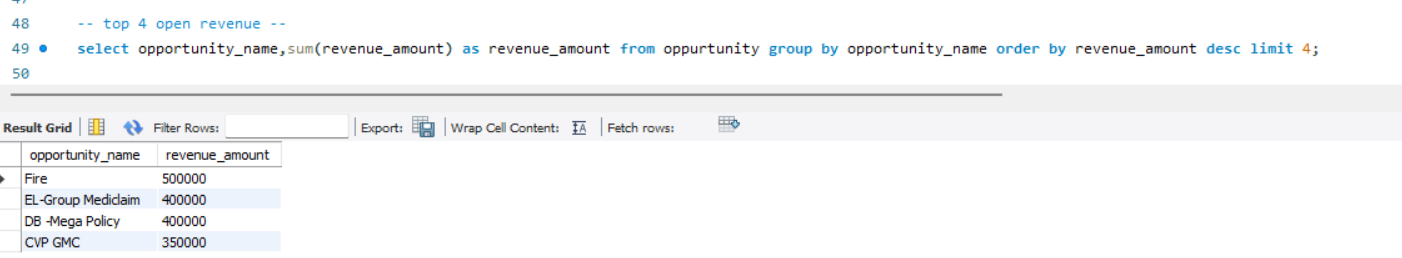 48 -- top 4 open revenue --
49 select opportunity_name,sum(revenue_amount) as revenue_amount from oppurtunity group by opportunity_name order by revenue_amount desc limit 4;
50
Result Grid Filter Rows: Export: Wrap Cell Content: IA Fetch rows:
opportunity_name revenue_amount
Fire 500000
EL-Group Mediclaim 400000
DB -Mega Policy 400000
CVP GMC 350000